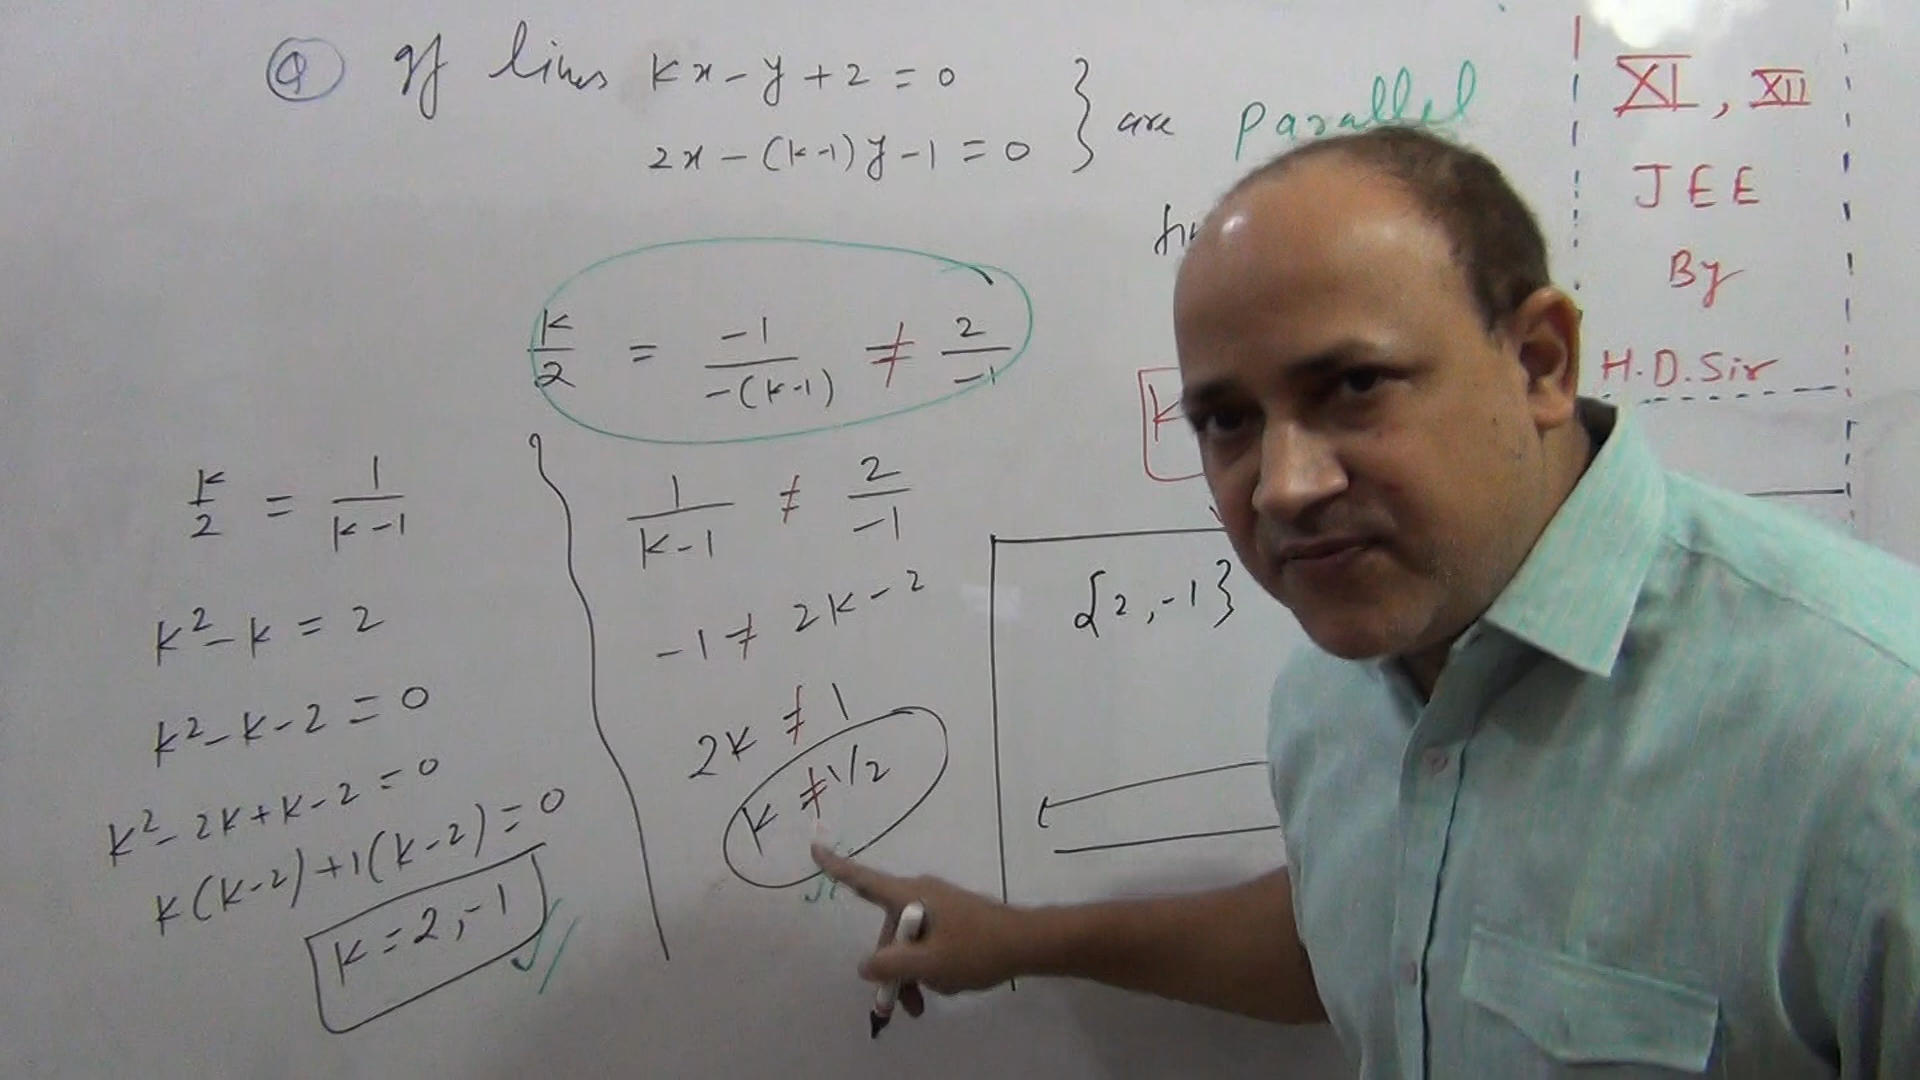 Q If lines kx - y + 2 = 0
2x - (k-1)y - 1 = 0 } are parallel
k/2 = -1/-(k-1) ≠ 2/-1
k/2 = 1/k-1
k² - k = 2
k² - k - 2 = 0
k² - 2k + k - 2 = 0
k(k-2) + 1(k-2) = 0
k = 2, -1
1/k-1 ≠ 2/-1
-1 ≠ 2k - 2
2k ≠ 1
k ≠ 1/2
K
{2, -1}
XI, XII
JEE
By
H.D. Sir